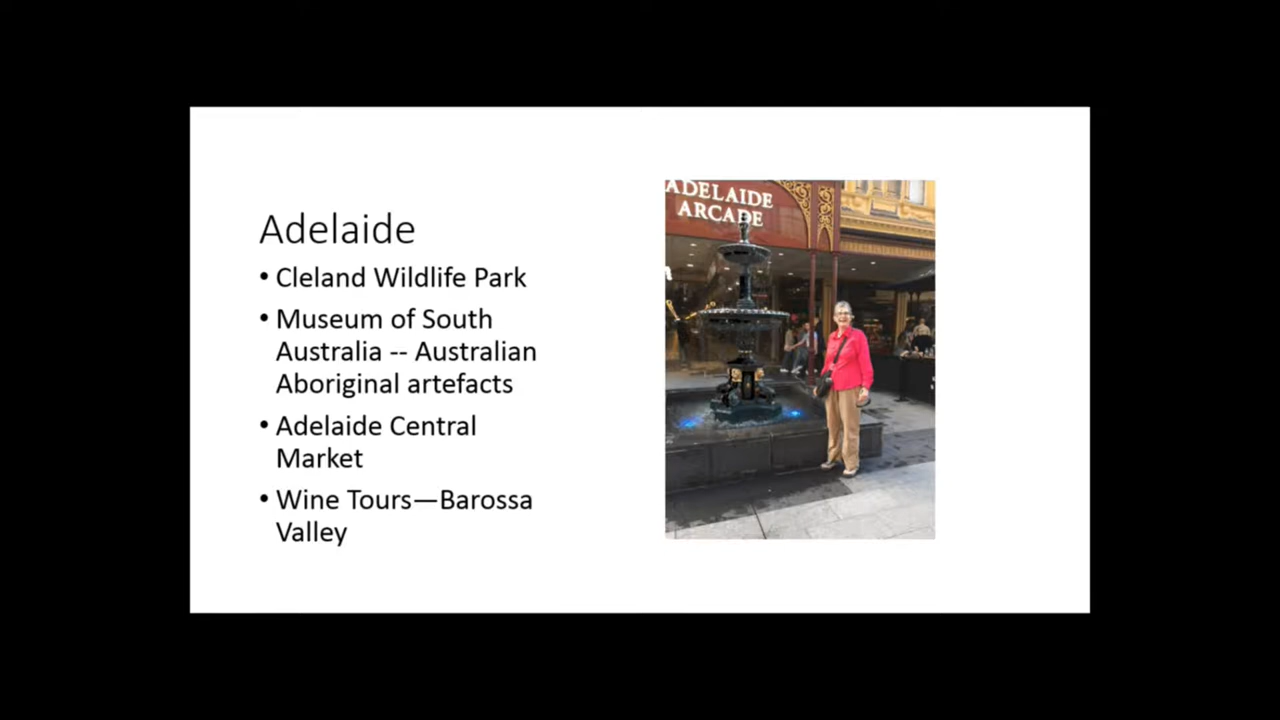 Adelaide
• Cleland Wildlife Park
• Museum of South
Australia -- Australian
Aboriginal artefacts
• Adelaide Central
Market
• Wine Tours—Barossa
Valley
ADELAIDE
ARCADE